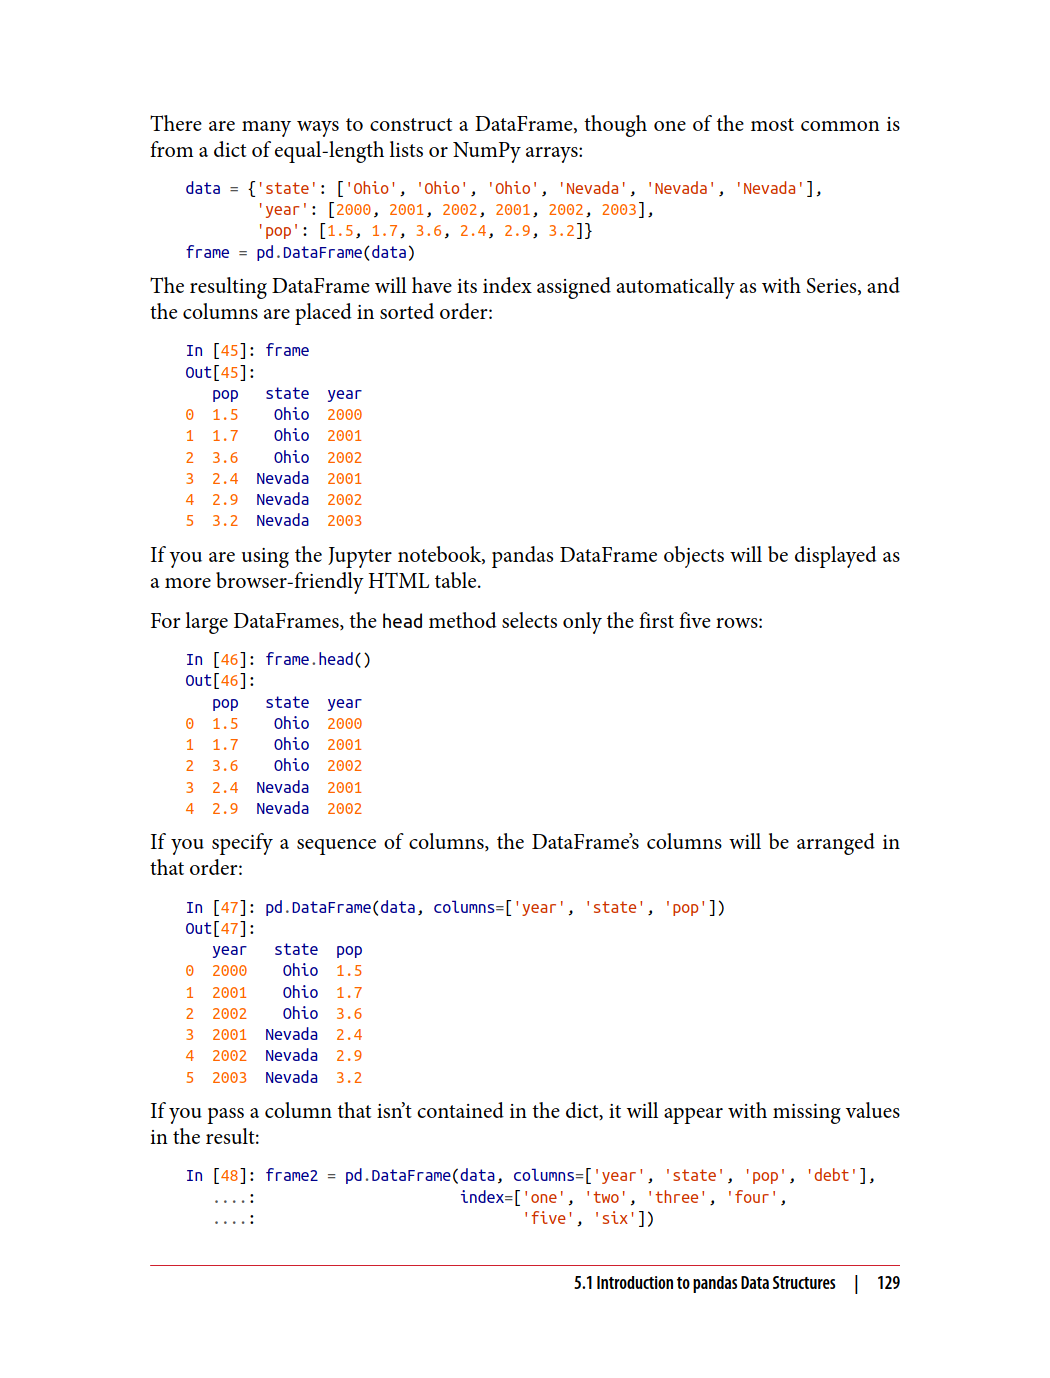 There are many ways to construct a DataFrame, though one of the most common is
from a dict of equal-length lists or NumPy arrays:
data = {'state': ['Ohio', 'Ohio', 'Ohio', 'Nevada', 'Nevada', 'Nevada'],
        'year': [2000, 2001, 2002, 2001, 2002, 2003],
        'pop': [1.5, 1.7, 3.6, 2.4, 2.9, 3.2]}
frame = pd.DataFrame(data)
The resulting DataFrame will have its index assigned automatically as with Series, and
the columns are placed in sorted order:
In [45]: frame
Out[45]:
   pop   state  year
0  1.5    Ohio  2000
1  1.7    Ohio  2001
2  3.6    Ohio  2002
3  2.4  Nevada  2001
4  2.9  Nevada  2002
5  3.2  Nevada  2003
If you are using the Jupyter notebook, pandas DataFrame objects will be displayed as
a more browser-friendly HTML table.
For large DataFrames, the head method selects only the first five rows:
In [46]: frame.head()
Out[46]:
   pop   state  year
0  1.5    Ohio  2000
1  1.7    Ohio  2001
2  3.6    Ohio  2002
3  2.4  Nevada  2001
4  2.9  Nevada  2002
If you specify a sequence of columns, the DataFrame’s columns will be arranged in
that order:
In [47]: pd.DataFrame(data, columns=['year', 'state', 'pop'])
Out[47]:
   year   state  pop
0  2000    Ohio  1.5
1  2001    Ohio  1.7
2  2002    Ohio  3.6
3  2001  Nevada  2.4
4  2002  Nevada  2.9
5  2003  Nevada  3.2
If you pass a column that isn’t contained in the dict, it will appear with missing values
in the result:
In [48]: frame2 = pd.DataFrame(data, columns=['year', 'state', 'pop', 'debt'],
   ....:                       index=['one', 'two', 'three', 'four',
   ....:                              'five', 'six'])
5.1 Introduction to pandas Data Structures | 129